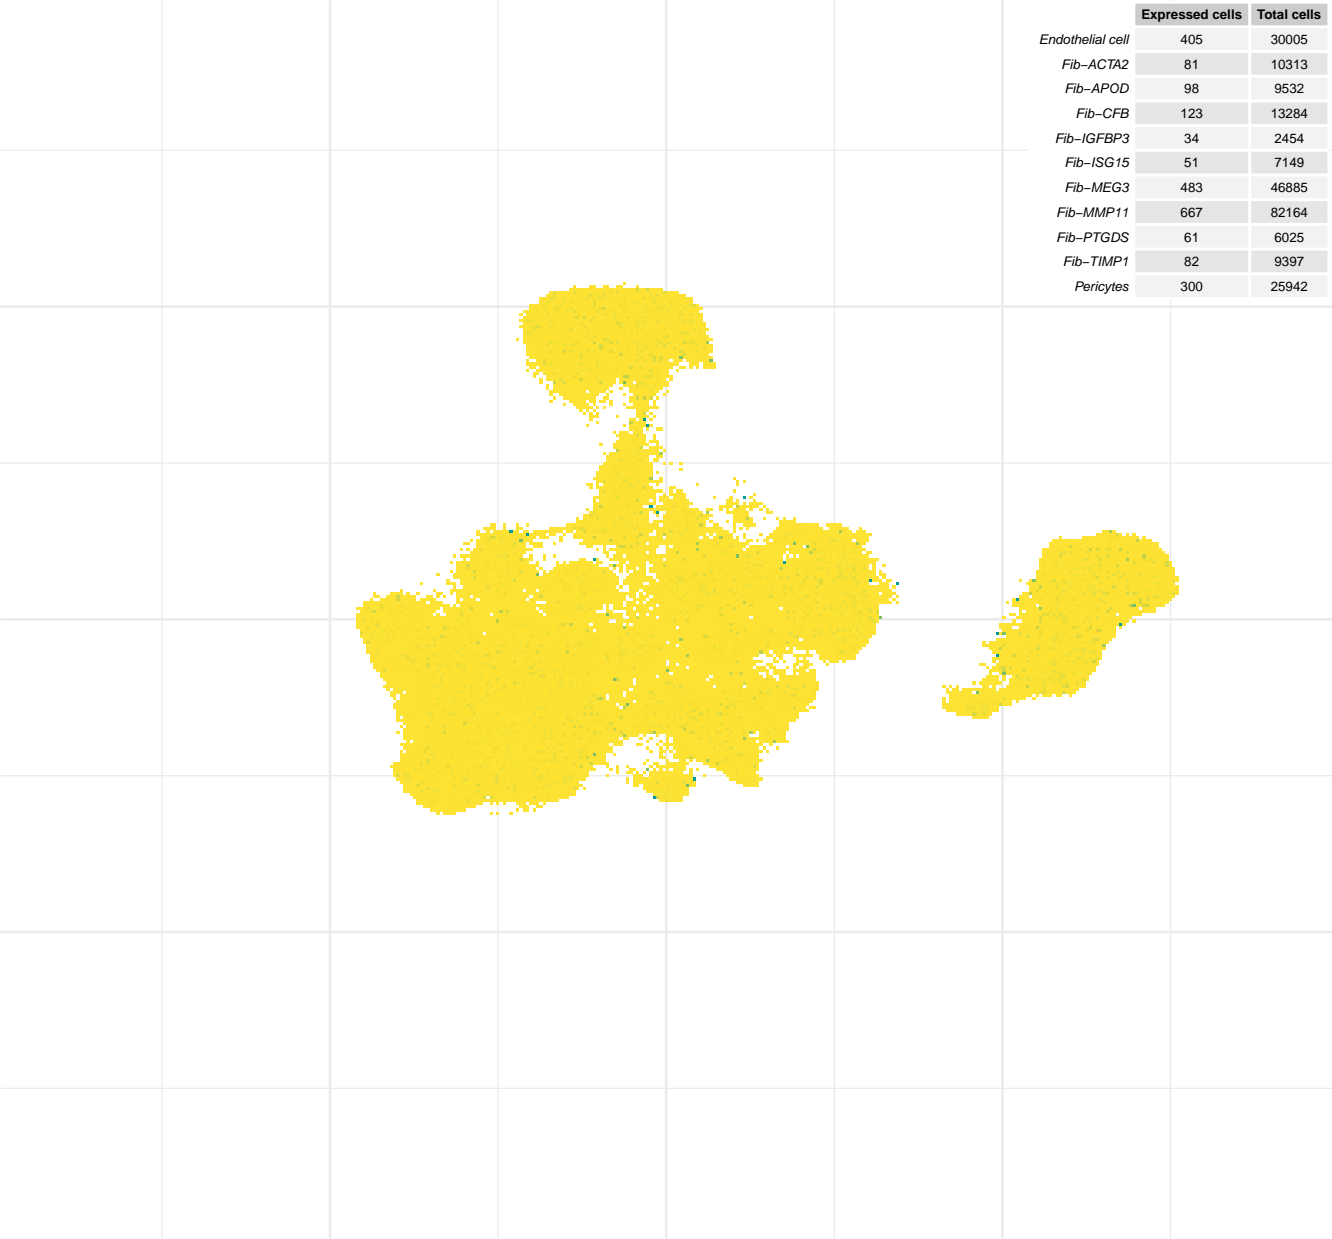 Expressed cells Total cells
Endothelial cell 405 30005
Fib−ACTA2 81 10313
Fib−APOD 98 9532
Fib−CFB 123 13284
Fib−IGFBP3 34 2454
Fib−ISG15 51 7149
Fib−MEG3 483 46885
Fib−MMP11 667 82164
Fib−PTGDS 61 6025
Fib−TIMP1 82 9397
Pericytes 300 25942